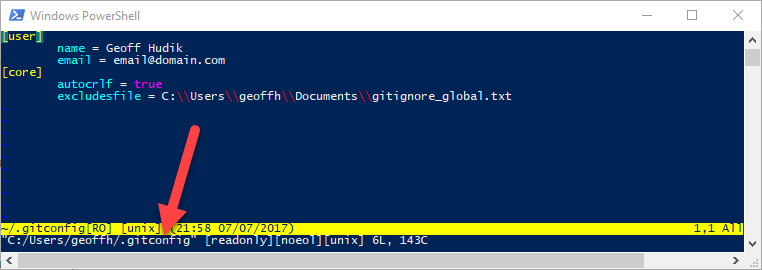 Windows PowerShell
[user]
name = Geoff Hudik
email = email@domain.com
[core]
autocrlf = true
excludesfile = C:\\Users\\geoffh\\Documents\\gitignore_global.txt
~/.gitconfig[RO] [unix] (21:58 07/07/2017) 1,1 All
"C:/Users/geoffh/.gitconfig" [readonly][noeol][unix] 6L, 143C